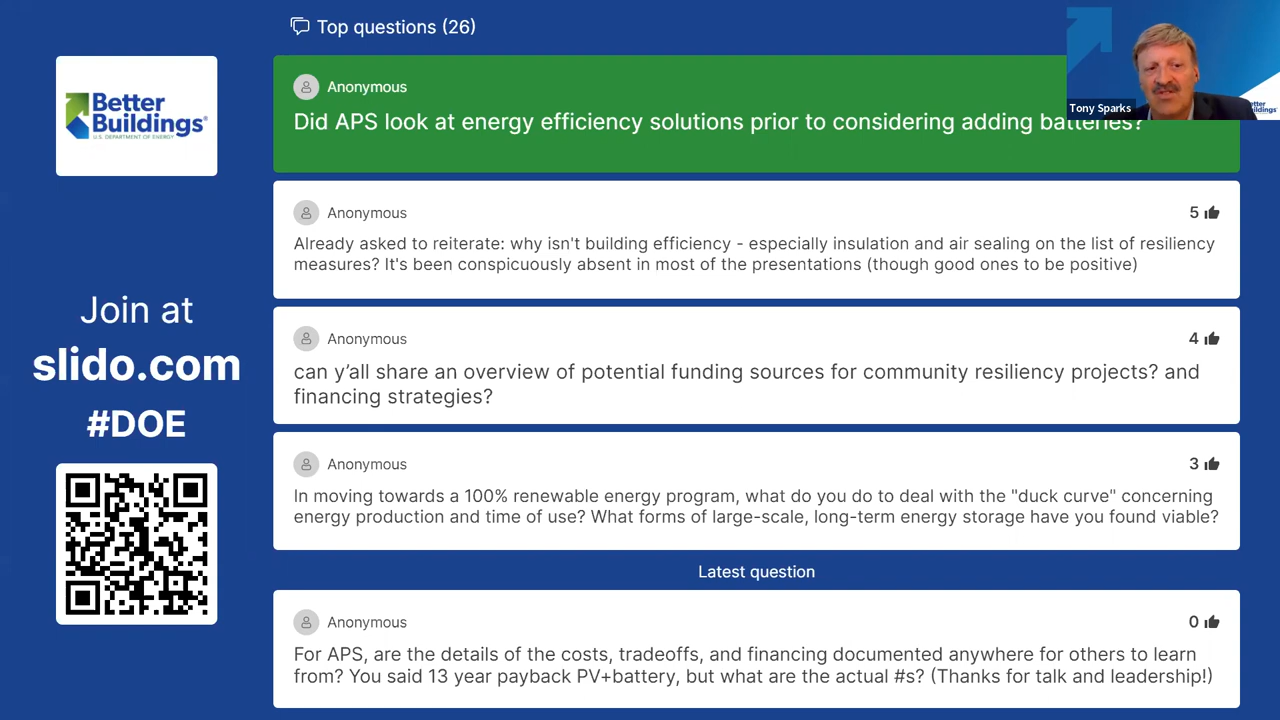 Top questions (26)
Better
Buildings®
U.S. DEPARTMENT OF ENERGY
Anonymous
Did APS look at energy efficiency solutions prior to considering adding batteries?
Tony Sparks
Buildings
Anonymous
5
Already asked to reiterate: why isn't building efficiency - especially insulation and air sealing on the list of resiliency
measures? It's been conspicuously absent in most of the presentations (though good ones to be positive)
Join at
slido.com
#DOE
Anonymous
4
can y'all share an overview of potential funding sources for community resiliency projects? and
financing strategies?
Anonymous
3
In moving towards a 100% renewable energy program, what do you do to deal with the "duck curve" concerning
energy production and time of use? What forms of large-scale, long-term energy storage have you found viable?
Latest question
Anonymous
0
For APS, are the details of the costs, tradeoffs, and financing documented anywhere for others to learn
from? You said 13 year payback PV+battery, but what are the actual #s? (Thanks for talk and leadership!)